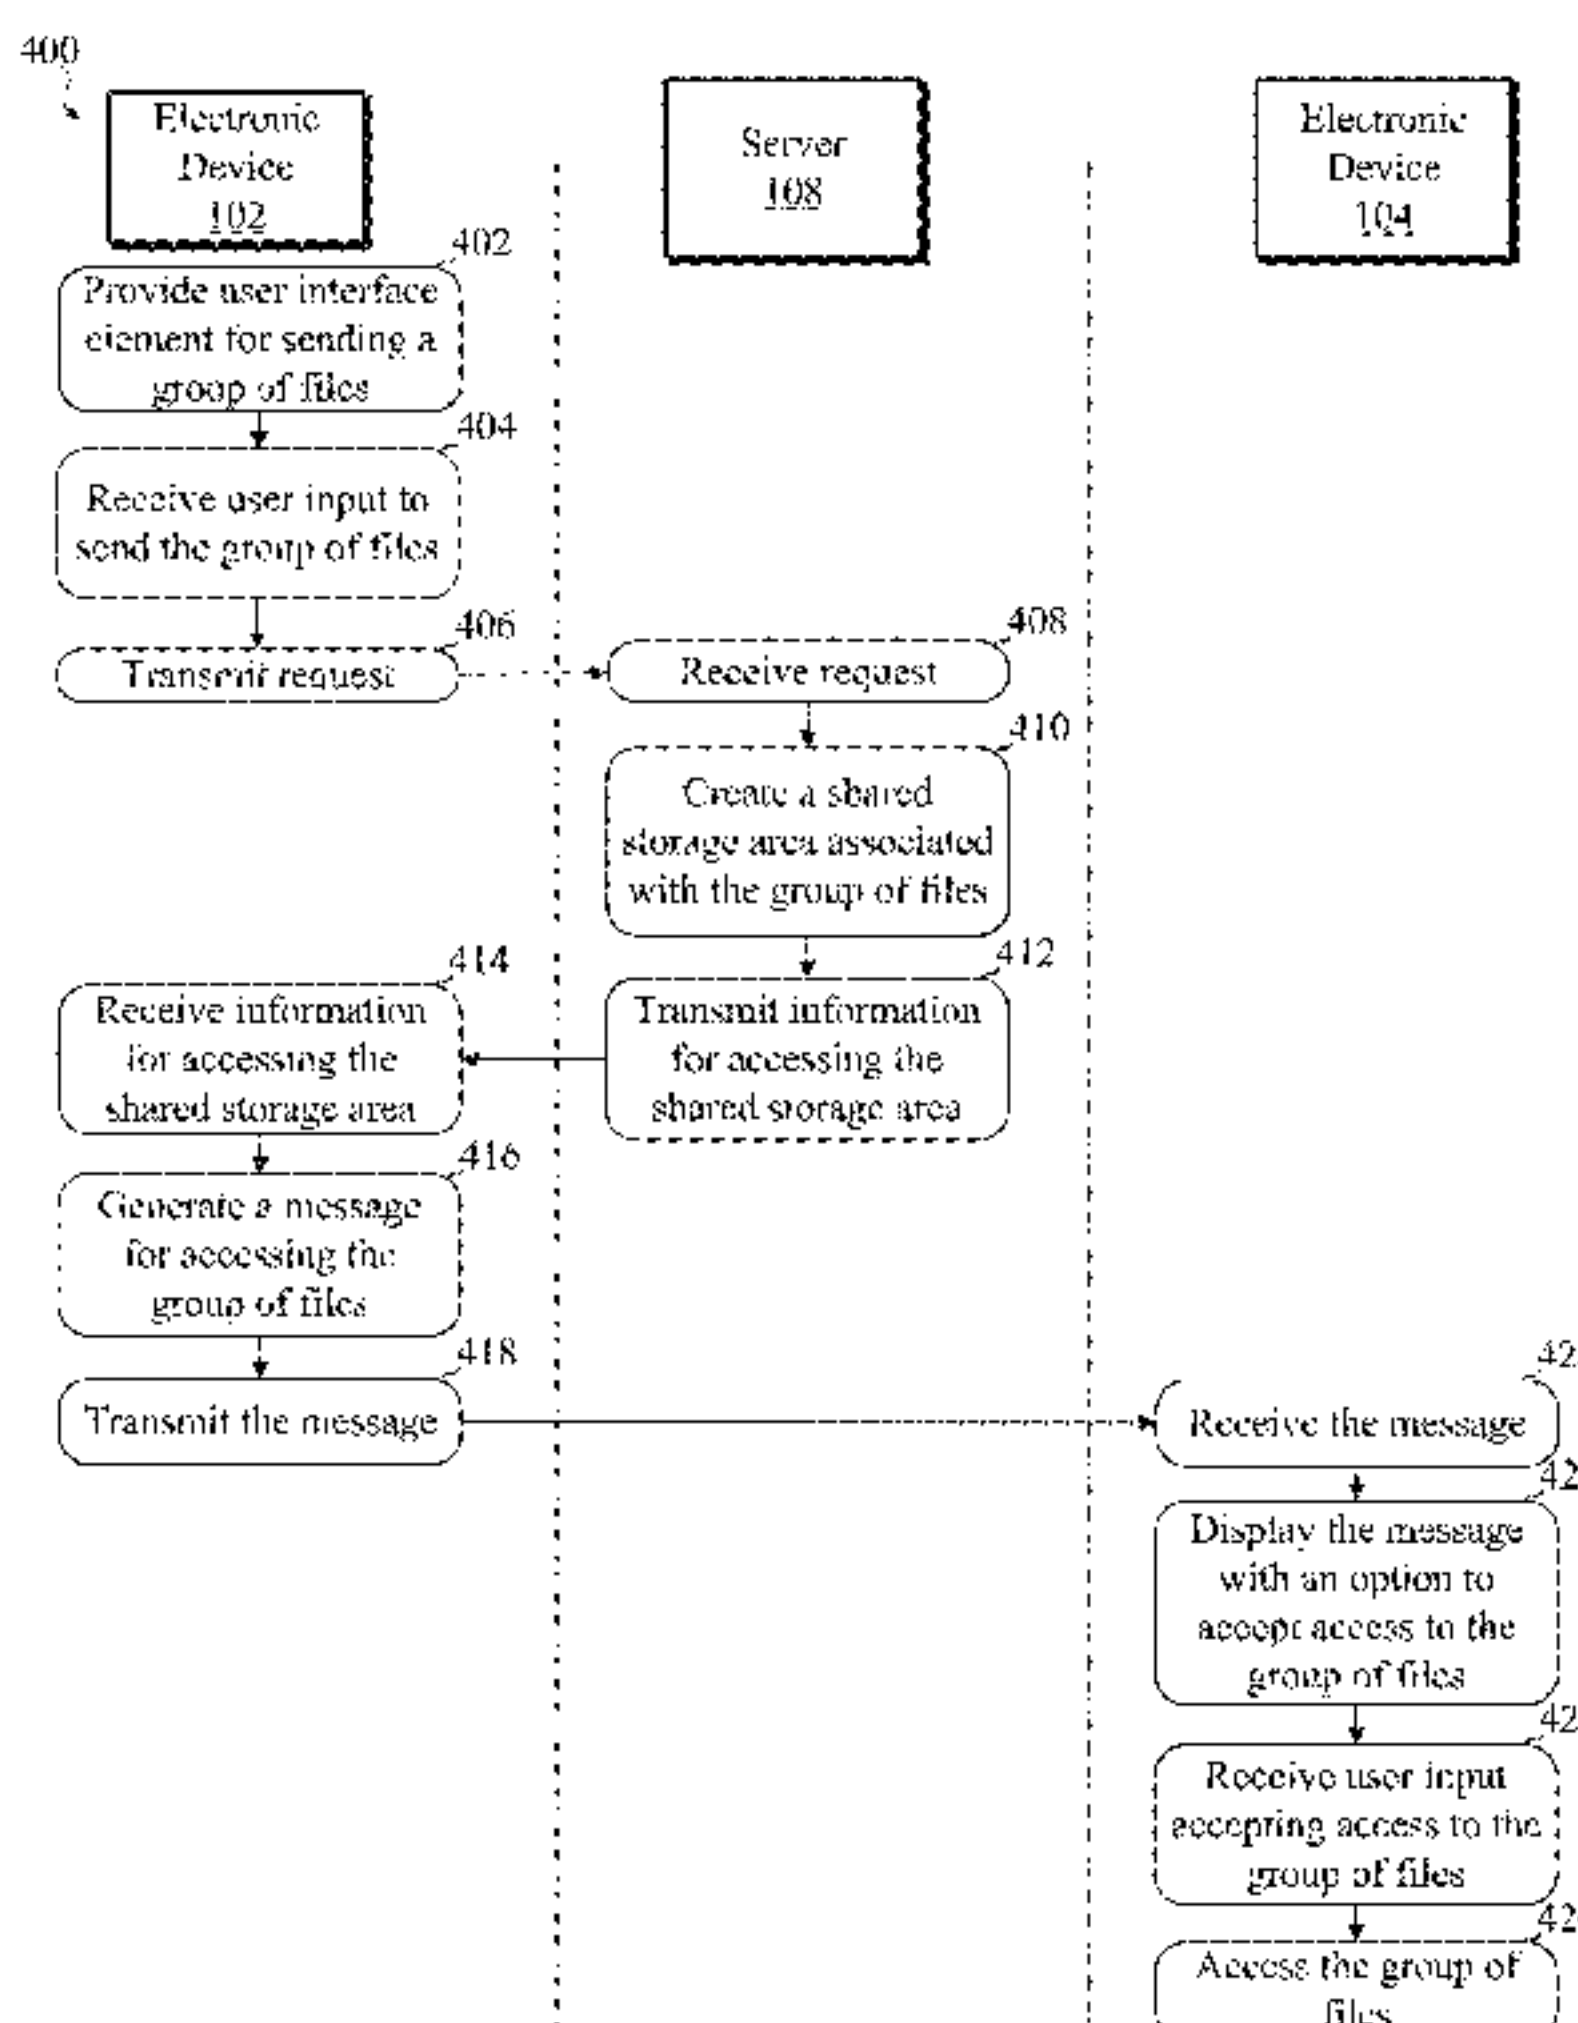 400
Electronic
Device
102
Server
108
Electronic
Device
104
402
Provide user interface
element for sending a
group of files
404
Receive user input to
send the group of files
406
Transmit request
408
Receive request
410
Create a shared
storage area associated
with the group of files
412
Transmit information
for accessing the
shared storage area
414
Receive information
for accessing the
shared storage area
416
Generate a message
for accessing the
group of files
418
Transmit the message
42
Receive the message
42
Display the message
with an option to
accept access to the
group of files
42
Receive user input
accepting access to the
group of files
42
Access the group of
files